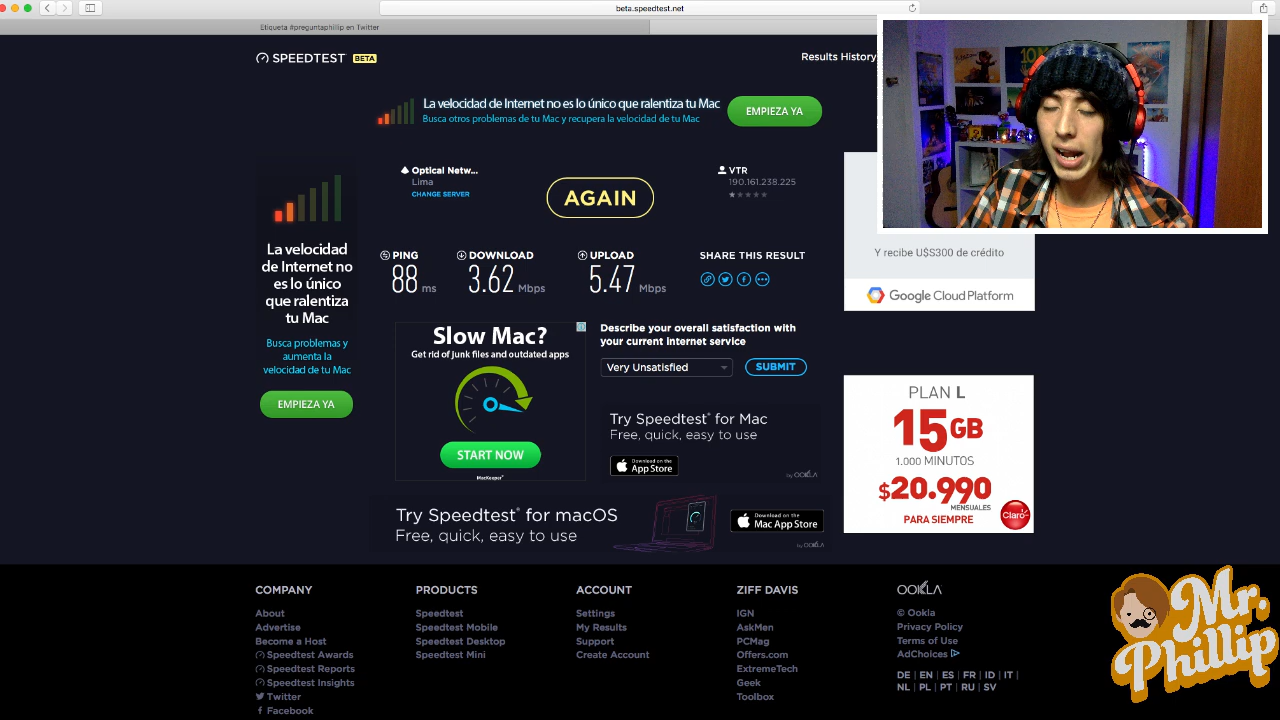 beta.speedtest.net
Etiqueta #preguntaphillip en Twitter
SPEEDTEST BETA
Results History
La velocidad de Internet no es lo único que ralentiza tu Mac
Busca otros problemas de tu Mac y recupera la velocidad de tu Mac
EMPIEZA YA
Optical Netw...
Lima
CHANGE SERVER
AGAIN
VTR
190.161.238.225
La velocidad
de Internet no
es lo único
que ralentiza
tu Mac
Busca problemas y
aumenta la
velocidad de tu Mac
EMPIEZA YA
PING
88 ms
DOWNLOAD
3.62 Mbps
UPLOAD
5.47 Mbps
SHARE THIS RESULT
Slow Mac?
Get rid of junk files and outdated apps
START NOW
MacKeeper
Describe your overall satisfaction with
your current internet service
Very Unsatisfied
SUBMIT
Try Speedtest® for Mac
Free, quick, easy to use
Download on the
App Store
by OOKLA
Try Speedtest® for macOS
Free, quick, easy to use
Download on the
Mac App Store
by OOKLA
Y recibe U$S300 de crédito
Google Cloud Platform
PLAN L
15GB
1.000 MINUTOS
$20.990
MENSUALES
PARA SIEMPRE
Claro
COMPANY
About
Advertise
Become a Host
Speedtest Awards
Speedtest Reports
Speedtest Insights
Twitter
Facebook
PRODUCTS
Speedtest
Speedtest Mobile
Speedtest Desktop
Speedtest Mini
ACCOUNT
Settings
My Results
Support
Create Account
ZIFF DAVIS
IGN
AskMen
PCMag
Offers.com
ExtremeTech
Geek
Toolbox
OOKLA
© Ookla
Privacy Policy
Terms of Use
AdChoices
DE | EN | ES | FR | ID | IT |
NL | PL | PT | RU | SV
Mr.
Phillip